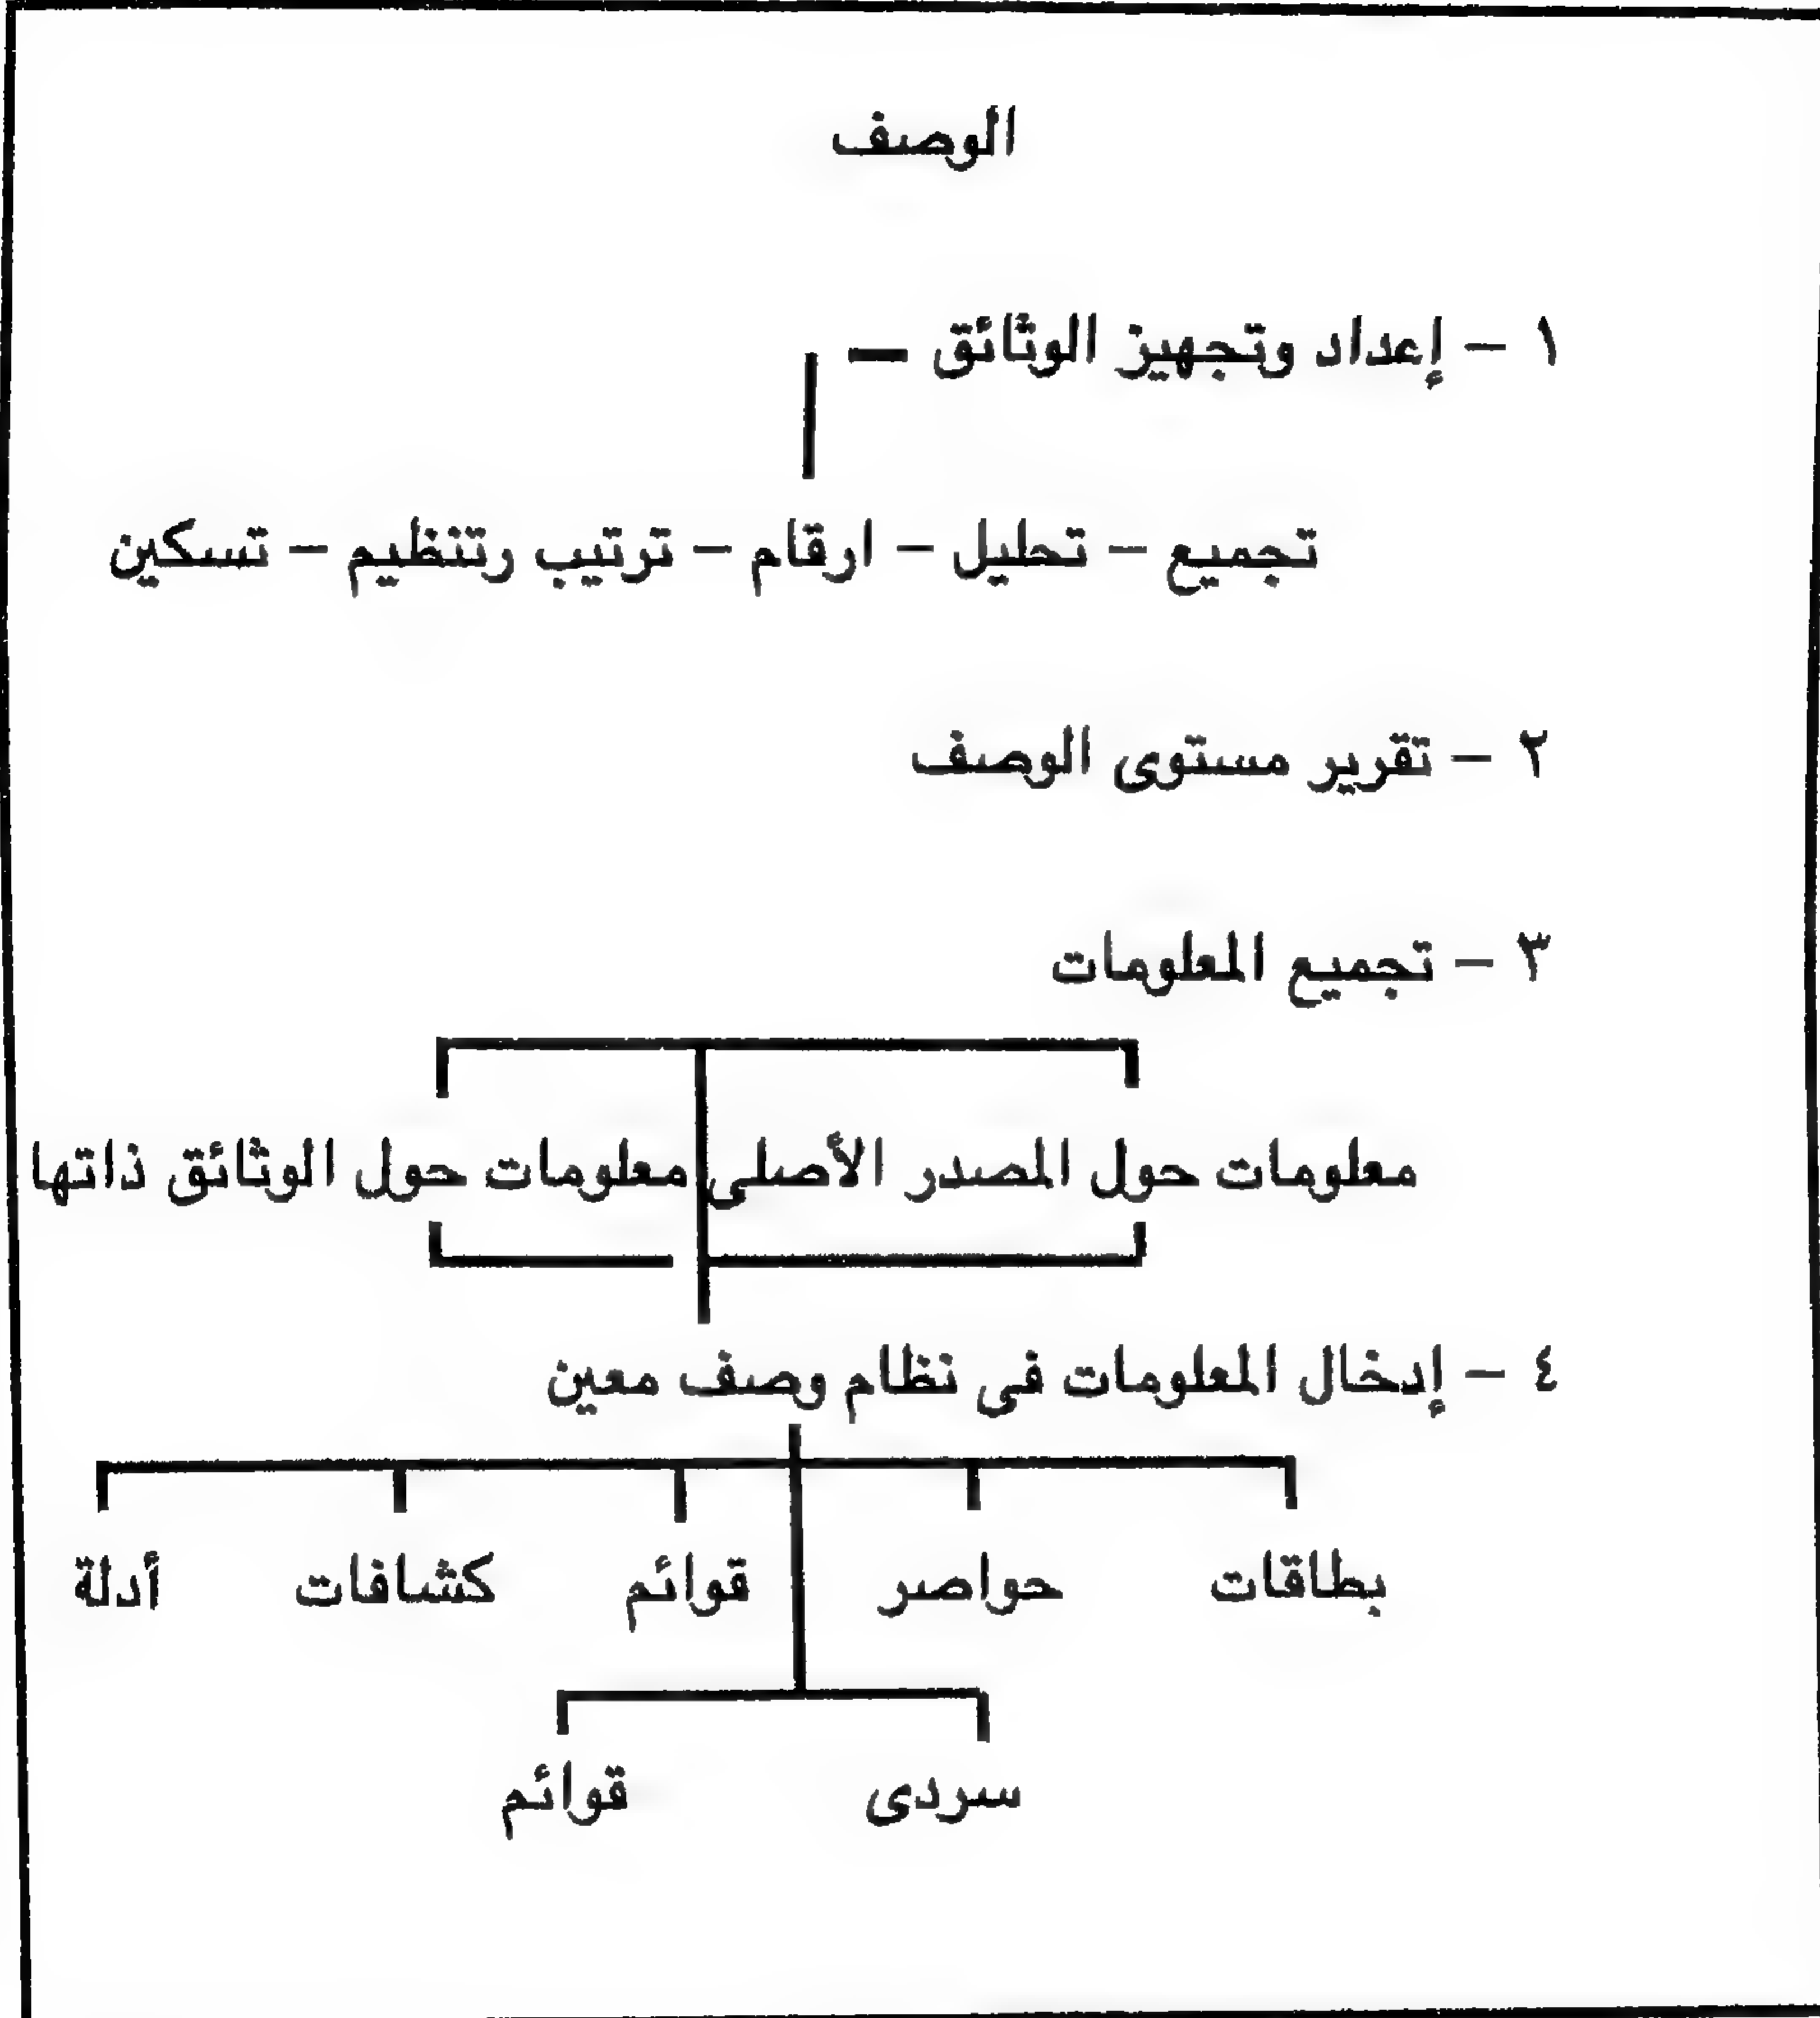 الوصف
١ – إعداد وتجهيز الوثائق –
تجميع – تحليل – ارقام – ترتيب رتنظيم – تسكين
٢ – تقرير مستوى الوصف
٣ – تجميع المعلومات
معلومات حول المصدر الأصلى معلومات حول الوثائق ذاتها
٤ – إدخال المعلومات فى نظام وصف معين
بطاقات حواصر قوائم كشافات أدلة
سردى قوائم